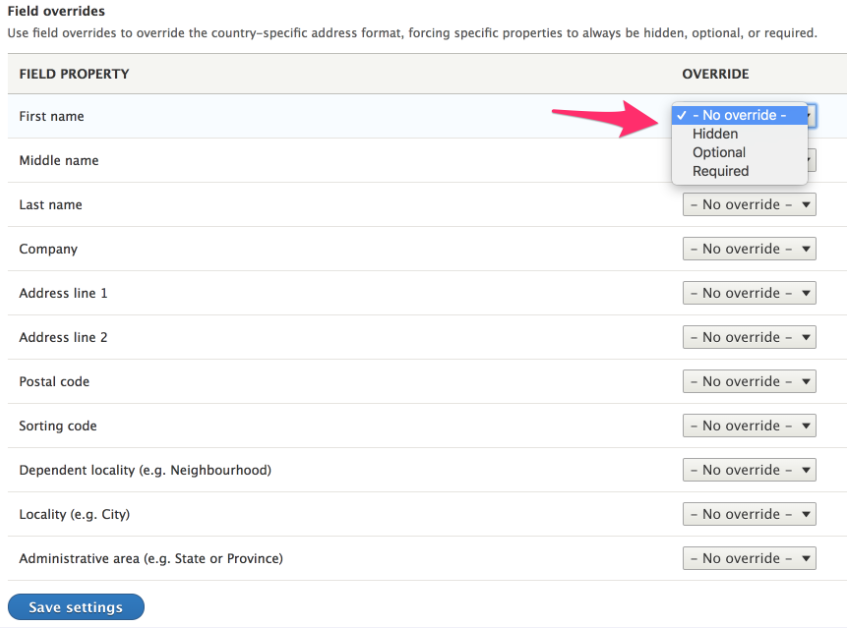 Field overrides
Use field overrides to override the country-specific address format, forcing specific properties to always be hidden, optional, or required.
FIELD PROPERTY OVERRIDE
First name ✓ - No override -
Hidden
Optional
Required
Middle name
Last name - No override -
Company - No override -
Address line 1 - No override -
Address line 2 - No override -
Postal code - No override -
Sorting code - No override -
Dependent locality (e.g. Neighbourhood) - No override -
Locality (e.g. City) - No override -
Administrative area (e.g. State or Province) - No override -
Save settings